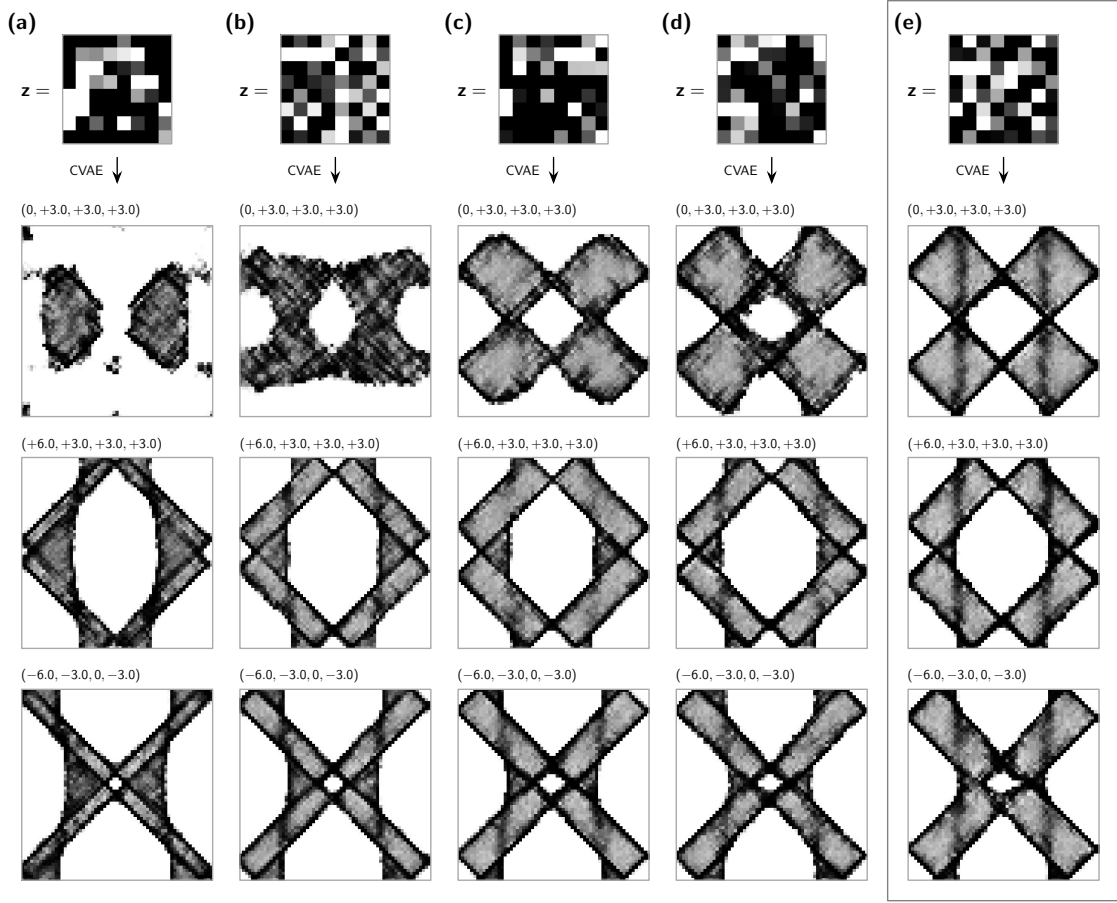 (a) (b) (c) (d) (e)
z = z = z = z = z =
CVAE CVAE CVAE CVAE CVAE
(0, +3.0, +3.0, +3.0) (0, +3.0, +3.0, +3.0) (0, +3.0, +3.0, +3.0) (0, +3.0, +3.0, +3.0) (0, +3.0, +3.0, +3.0)
(+6.0, +3.0, +3.0, +3.0) (+6.0, +3.0, +3.0, +3.0) (+6.0, +3.0, +3.0, +3.0) (+6.0, +3.0, +3.0, +3.0) (+6.0, +3.0, +3.0, +3.0)
(−6.0, −3.0, 0, −3.0) (−6.0, −3.0, 0, −3.0) (−6.0, −3.0, 0, −3.0) (−6.0, −3.0, 0, −3.0) (−6.0, −3.0, 0, −3.0)